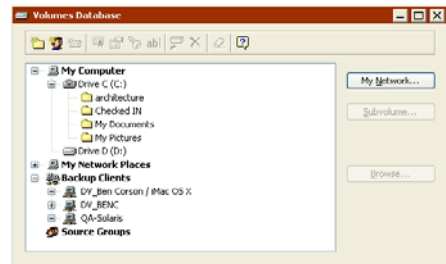 Volumes Database
abl
My Computer
My Network...
Drive C (C:)
architecture
Checked IN
Subvolume...
My Documents
My Pictures
Drive D (D:)
My Network Places
Backup Clients
Browse...
DV_Ben Corson / iMac OS X
DV_BENC
QA-Solaris
Source Groups